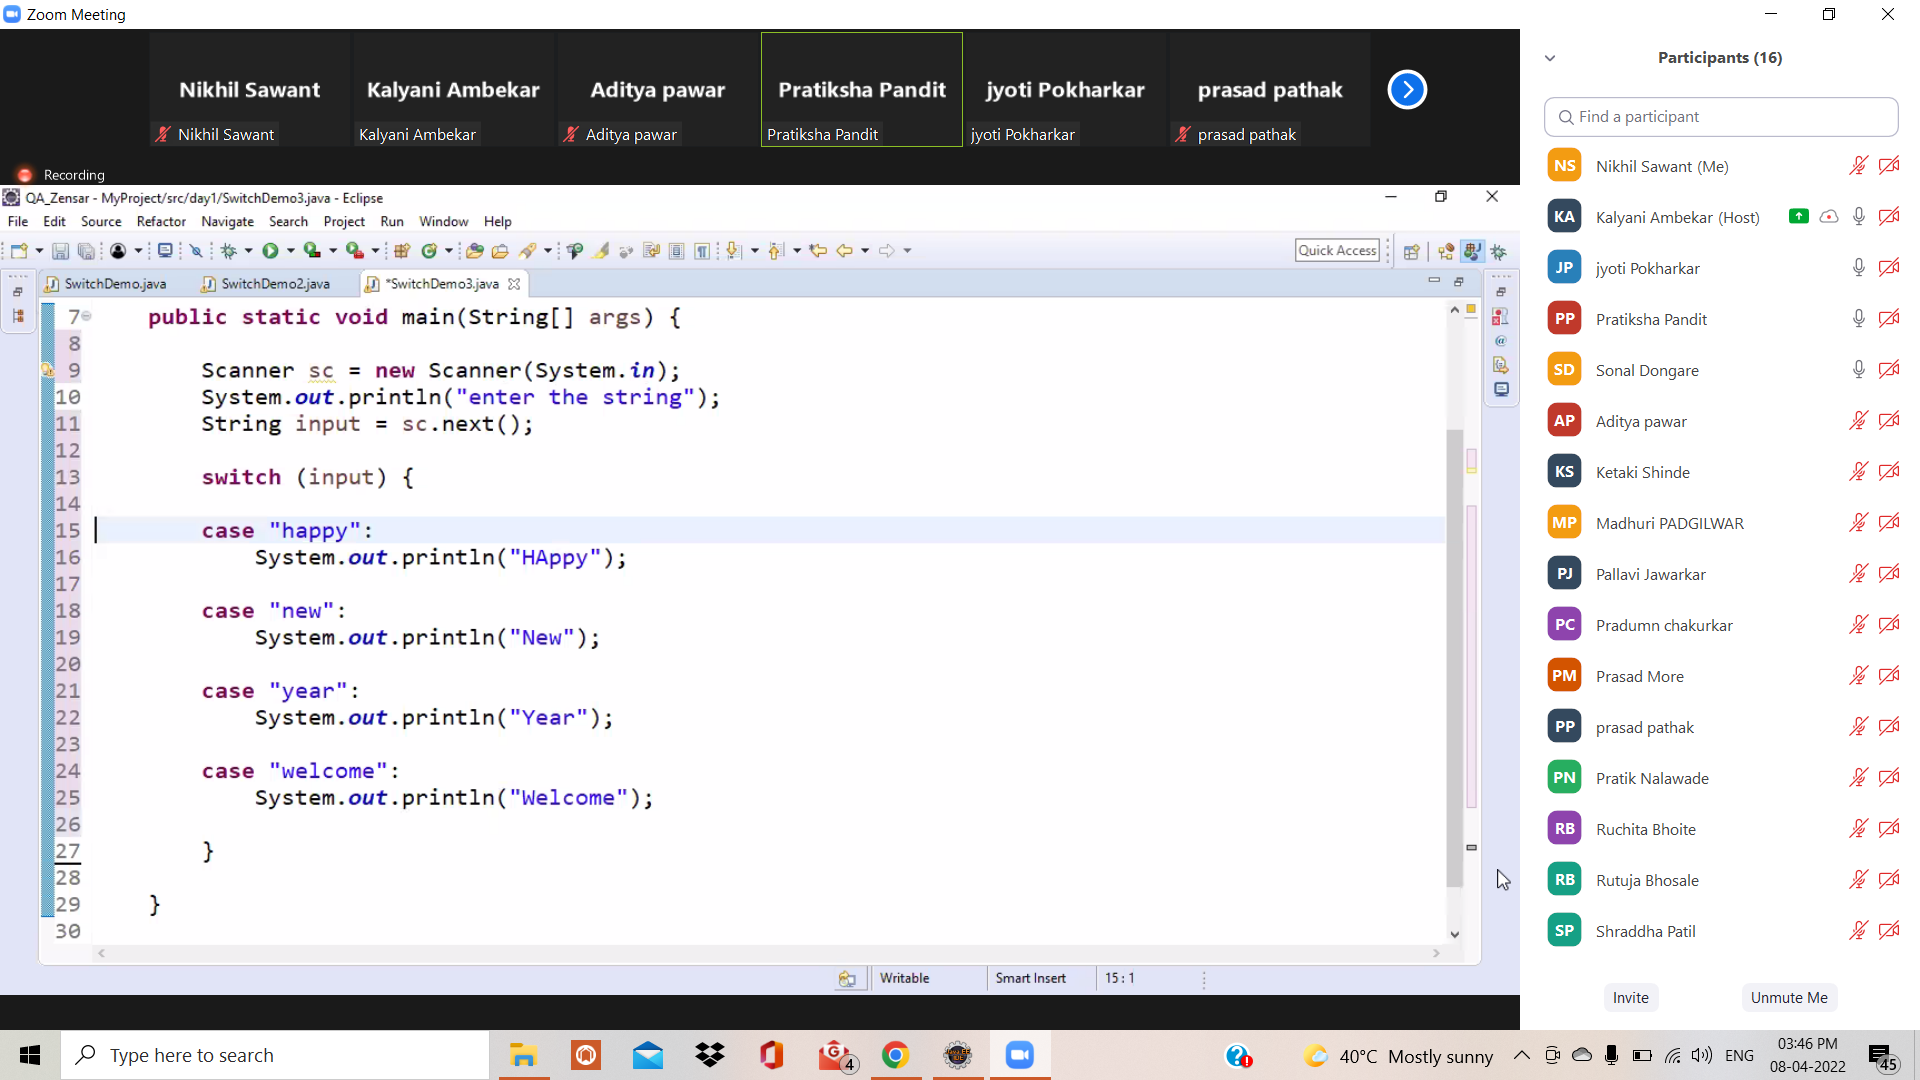 Zoom Meeting
Nikhil Sawant Kalyani Ambekar Aditya pawar Pratiksha Pandit jyoti Pokharkar prasad pathak
Nikhil Sawant Kalyani Ambekar Aditya pawar Pratiksha Pandit jyoti Pokharkar prasad pathak
Recording
QA_Zensar - MyProject/src/day1/SwitchDemo3.java - Eclipse
File Edit Source Refactor Navigate Search Project Run Window Help
Quick Access
SwitchDemo.java SwitchDemo2.java *SwitchDemo3.java
7 public static void main(String[] args) {
8
9 Scanner sc = new Scanner(System.in);
10 System.out.println("enter the string");
11 String input = sc.next();
12
13 switch (input) {
14
15 case "happy":
16 System.out.println("HAppy");
17
18 case "new":
19 System.out.println("New");
20
21 case "year":
22 System.out.println("Year");
23
24 case "welcome":
25 System.out.println("Welcome");
26
27 }
28
29 }
30
Writable Smart Insert 15 : 1
Participants (16)
Find a participant
NS Nikhil Sawant (Me)
KA Kalyani Ambekar (Host)
JP jyoti Pokharkar
PP Pratiksha Pandit
SD Sonal Dongare
AP Aditya pawar
KS Ketaki Shinde
MP Madhuri PADGILWAR
PJ Pallavi Jawarkar
PC Pradumn chakurkar
PM Prasad More
PP prasad pathak
PN Pratik Nalawade
RB Ruchita Bhoite
RB Rutuja Bhosale
SP Shraddha Patil
Invite Unmute Me
Type here to search
4
40°C Mostly sunny
ENG
03:46 PM
08-04-2022
45